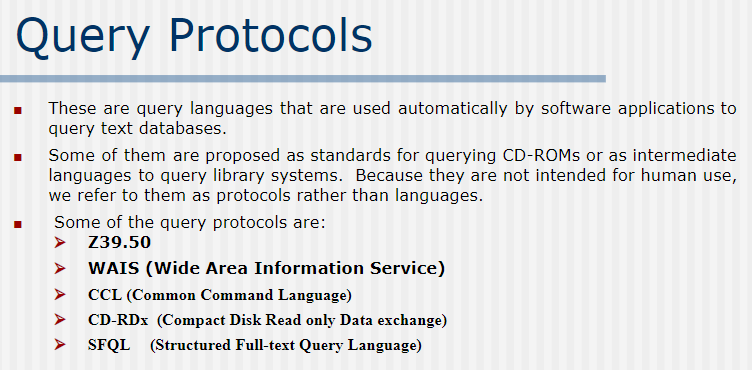 Query Protocols
These are query languages that are used automatically by software applications to
query text databases.
Some of them are proposed as standards for querying CD-ROMs or as intermediate
languages to query library systems. Because they are not intended for human use,
we refer to them as protocols rather than languages.
Some of the query protocols are:
Z39.50
WAIS (Wide Area Information Service)
CCL (Common Command Language)
CD-RDx (Compact Disk Read only Data exchange)
SFQL (Structured Full-text Query Language)